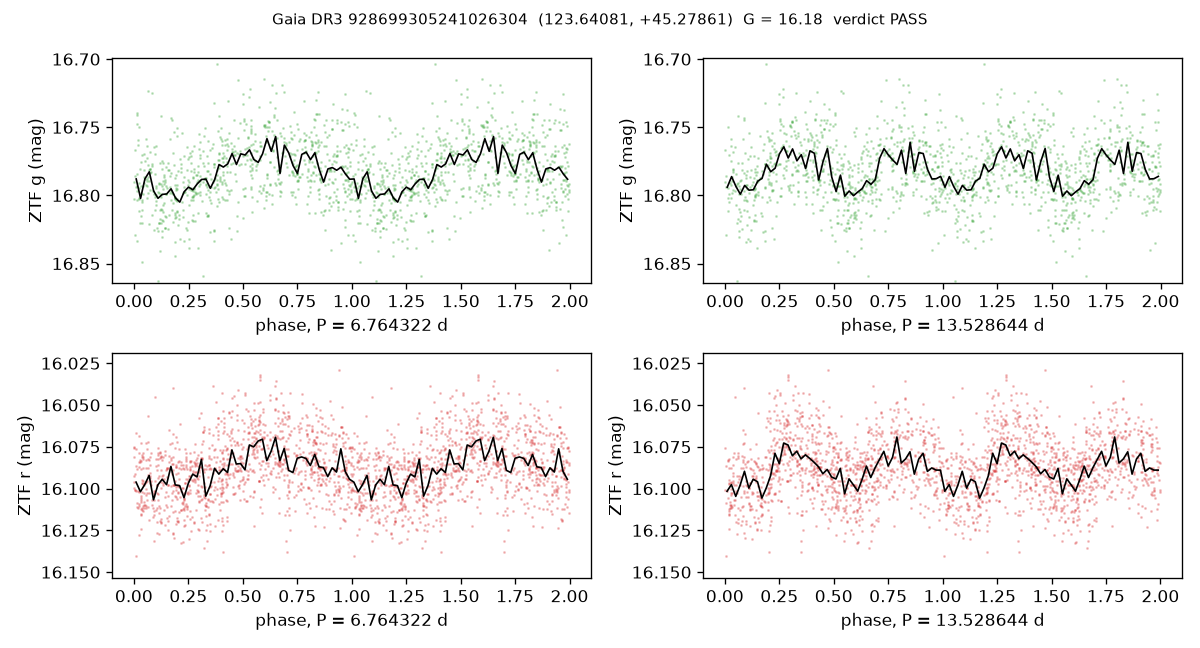 Gaia DR3 928699305241026304  (123.64081, +45.27861)  G = 16.18  verdict PASS
ZTF g (mag)
16.70
16.75
16.80
16.85
0.00 0.25 0.50 0.75 1.00 1.25 1.50 1.75 2.00
phase, P = 6.764322 d
ZTF g (mag)
16.70
16.75
16.80
16.85
0.00 0.25 0.50 0.75 1.00 1.25 1.50 1.75 2.00
phase, P = 13.528644 d
ZTF r (mag)
16.025
16.050
16.075
16.100
16.125
16.150
0.00 0.25 0.50 0.75 1.00 1.25 1.50 1.75 2.00
phase, P = 6.764322 d
ZTF r (mag)
16.025
16.050
16.075
16.100
16.125
16.150
0.00 0.25 0.50 0.75 1.00 1.25 1.50 1.75 2.00
phase, P = 13.528644 d